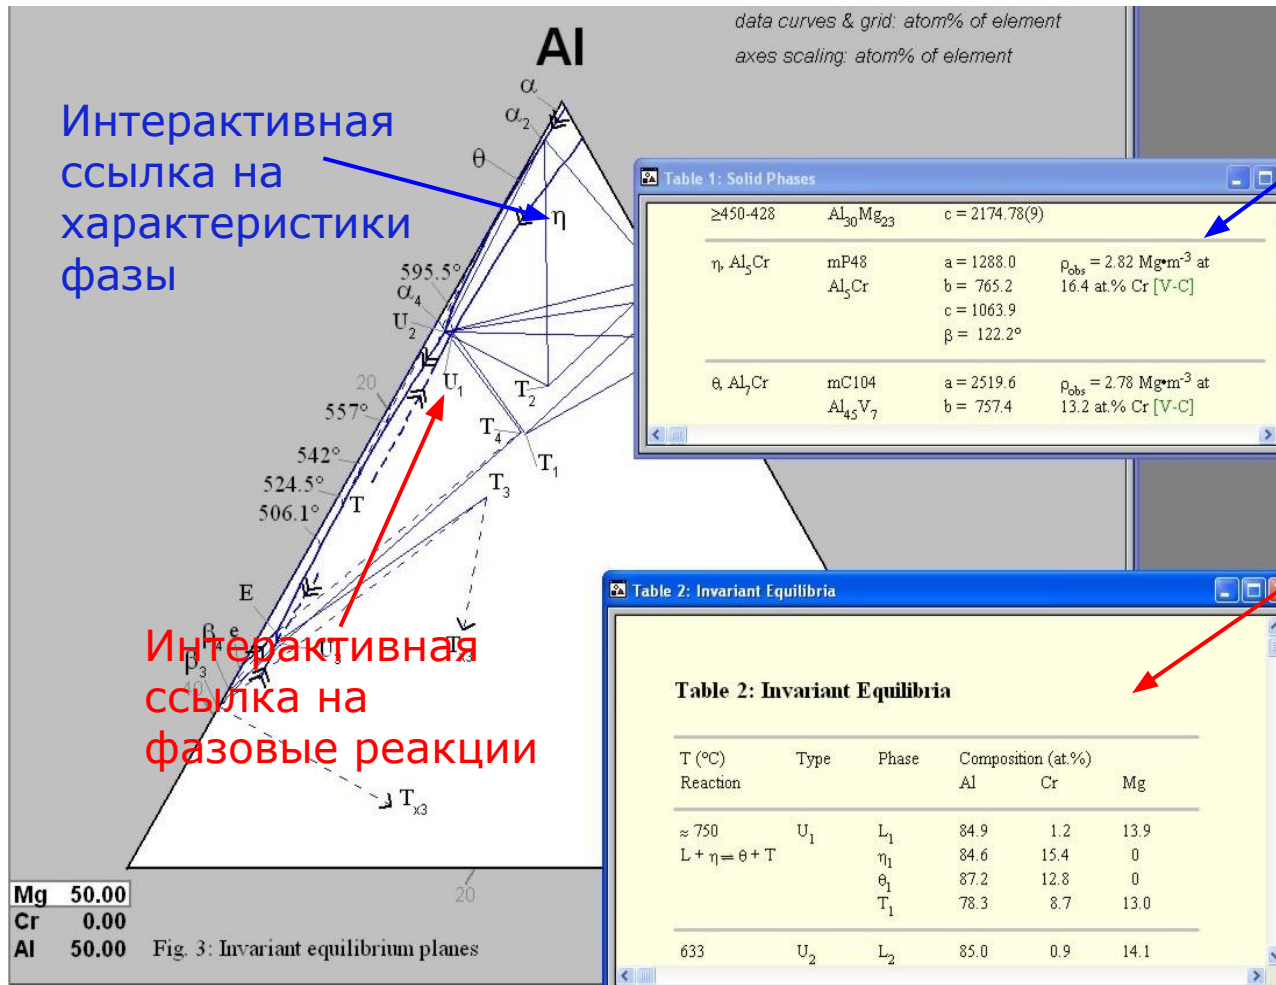 data curves & grid: atom% of element
axes scaling: atom% of element
Al
α
α2
θ
η
Интерактивная
ссылка на
характеристики
фазы
595.5°
α4
U2
20
U1
557°
T2
T4
T1
542°
524.5°
T
T3
506.1°
E
β4 e
β3
40
U3
Tx3
Интерактивная
ссылка на
фазовые реакции
Tx3
20
Mg 50.00
Cr 0.00
Al 50.00
Fig. 3: Invariant equilibrium planes
Table 1: Solid Phases
≥450-428 Al30Mg23 c = 2174.78(9)
η, Al5Cr mP48 a = 1288.0 ρobs = 2.82 Mg•m-3 at
Al5Cr b = 765.2 16.4 at.% Cr [V-C]
c = 1063.9
β = 122.2°
θ, Al7Cr mC104 a = 2519.6 ρobs = 2.78 Mg•m-3 at
Al45V7 b = 757.4 13.2 at.% Cr [V-C]
Table 2: Invariant Equilibria
Table 2: Invariant Equilibria
T (°C) Type Phase Composition (at.%)
Reaction Al Cr Mg
≈ 750 U1 L1 84.9 1.2 13.9
L + η ⇌ θ + T η1 84.6 15.4 0
θ1 87.2 12.8 0
T1 78.3 8.7 13.0
633 U2 L2 85.0 0.9 14.1